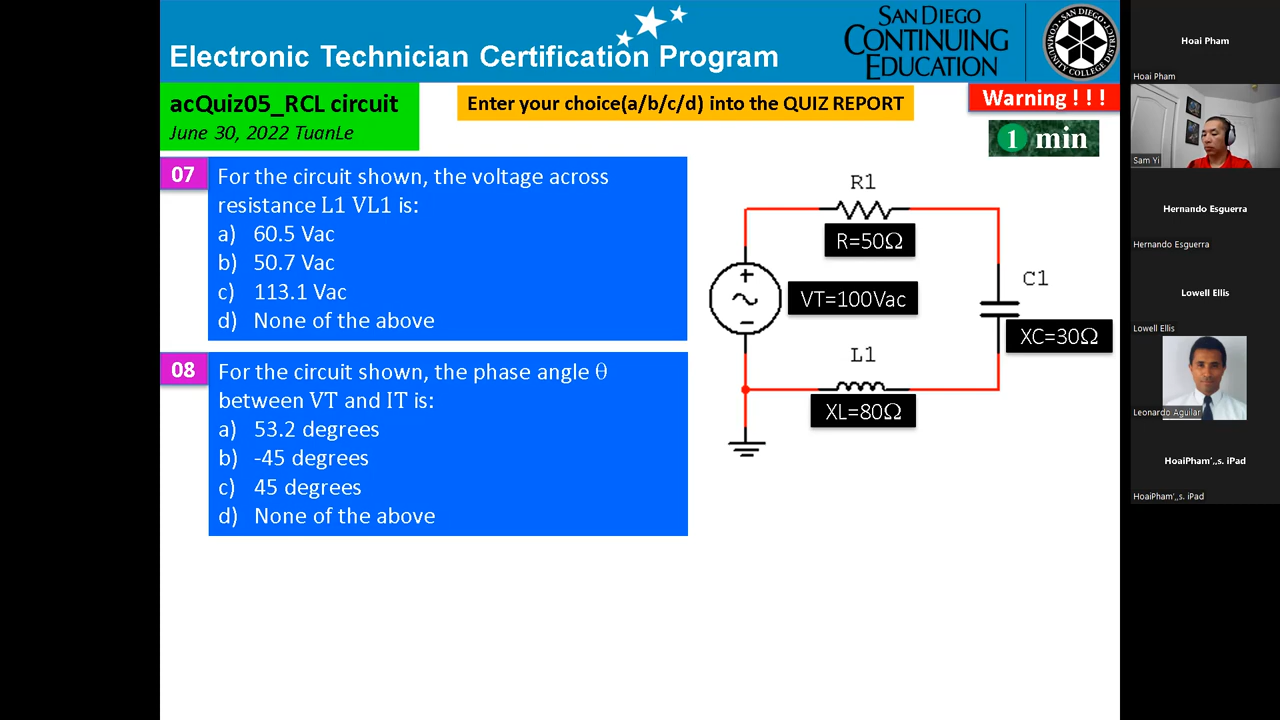 Electronic Technician Certification Program
SAN DIEGO
CONTINUING
EDUCATION
SAN DIEGO
COMMUNITY COLLEGE DISTRICT
acQuiz05_RCL circuit
June 30, 2022 TuanLe
Enter your choice(a/b/c/d) into the QUIZ REPORT
Warning ! ! !
1 min
07
For the circuit shown, the voltage across
resistance L1 VL1 is:
a) 60.5 Vac
b) 50.7 Vac
c) 113.1 Vac
d) None of the above
08
For the circuit shown, the phase angle θ
between VT and IT is:
a) 53.2 degrees
b) -45 degrees
c) 45 degrees
d) None of the above
R1
R=50Ω
+
VT=100Vac
−
C1
XC=30Ω
L1
XL=80Ω
Hoai Pham
Hoai Pham
Sam Yi
Hernando Esguerra
Hernando Esguerra
Lowell Ellis
Lowell Ellis
Leonardo Aguilar
HoaiPham',,s. iPad
HoaiPham',,s. iPad